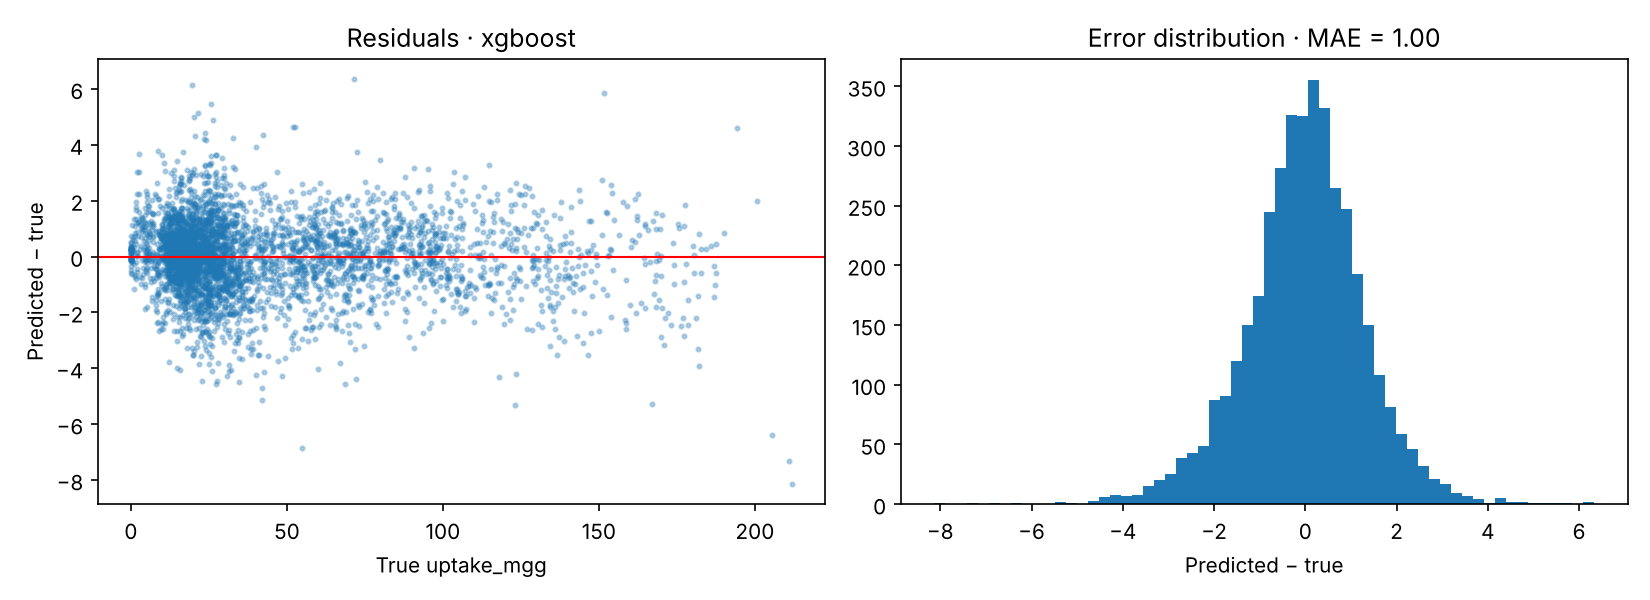 Residuals · xgboost
6
4
2
0
−2
−4
−6
−8
Predicted − true
0 50 100 150 200
True uptake_mgg
Error distribution · MAE = 1.00
350
300
250
200
150
100
50
0
−8 −6 −4 −2 0 2 4 6
Predicted − true